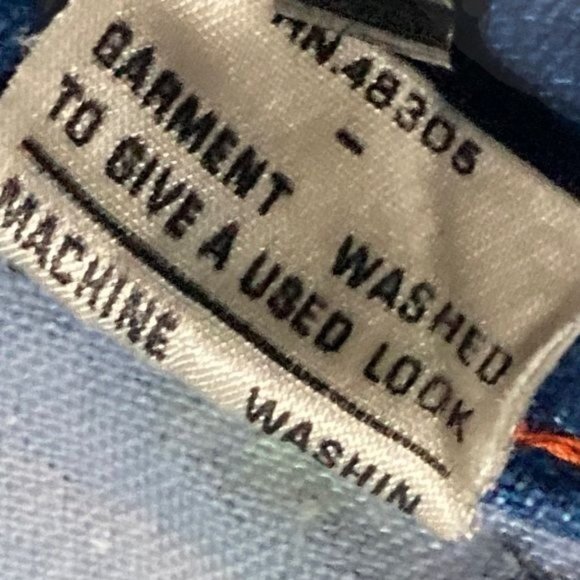 RN.48305
-
GARMENT WASHED
TO GIVE A USED LOOK
MACHINE WASHIN